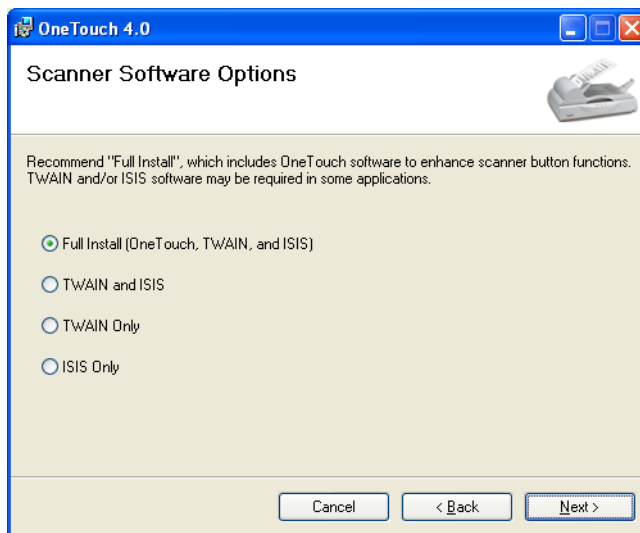 OneTouch 4.0
Scanner Software Options
Recommend "Full Install", which includes OneTouch software to enhance scanner button functions.
TWAIN and/or ISIS software may be required in some applications.
Full Install (OneTouch, TWAIN, and ISIS)
TWAIN and ISIS
TWAIN Only
ISIS Only
Cancel
< Back
Next >